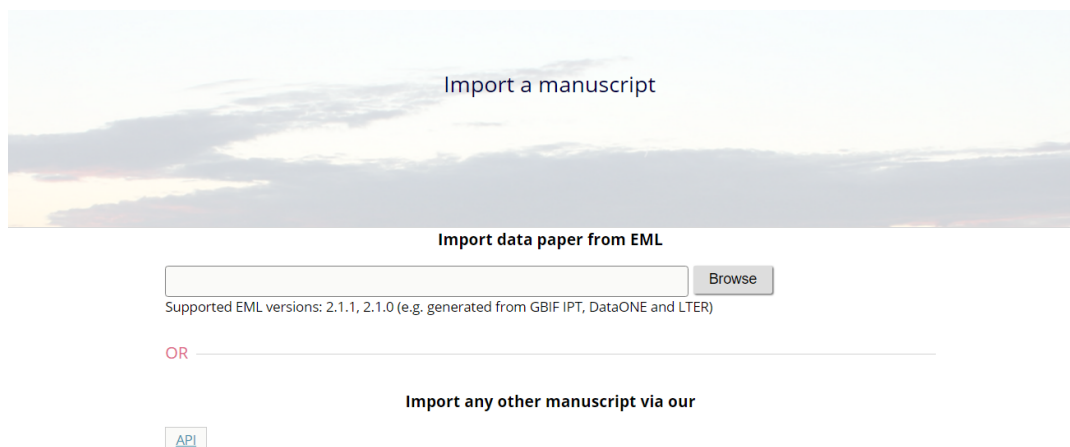 Import a manuscript
Import data paper from EML
Browse
Supported EML versions: 2.1.1, 2.1.0 (e.g. generated from GBIF IPT, DataONE and LTER)
OR
Import any other manuscript via our
API